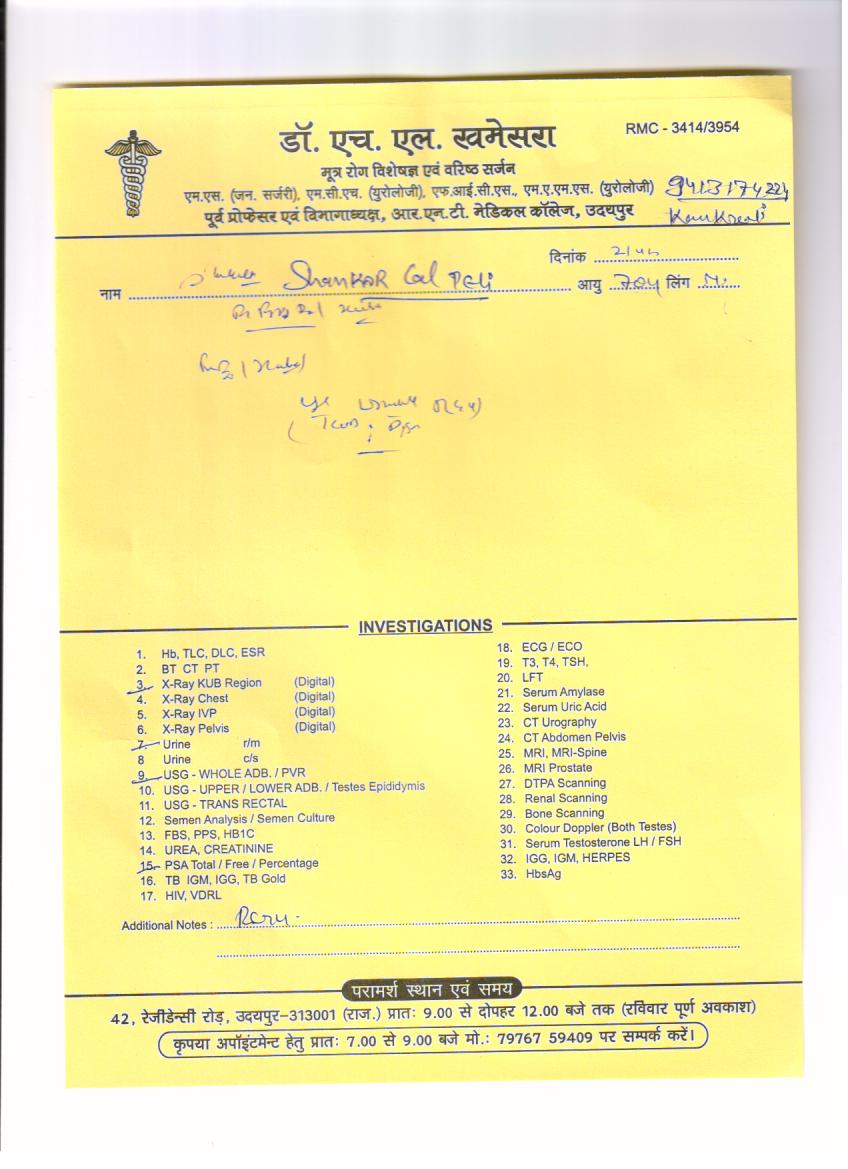 डॉ. एच. एल. खमेसरा
RMC - 3414/3954
मूत्र रोग विशेषज्ञ एवं वरिष्ठ सर्जन
एम.एस. (जन. सर्जरी), एम.सी.एच. (युरोलोजी), एफ.आई.सी.एस., एम.ए.एम.एस. (युरोलोजी) 9413174224
पूर्व प्रोफेसर एवं विभागाध्यक्ष, आर.एन.टी. मेडिकल कॉलेज, उदयपुर
दिनांक
नाम Shankar Lal आयु 70y लिंग M
INVESTIGATIONS
1. Hb, TLC, DLC, ESR
2. BT CT PT
3. X-Ray KUB Region (Digital)
4. X-Ray Chest (Digital)
5. X-Ray IVP (Digital)
6. X-Ray Pelvis (Digital)
7. Urine r/m
8 Urine c/s
9. USG - WHOLE ADB. / PVR
10. USG - UPPER / LOWER ADB. / Testes Epididymis
11. USG - TRANS RECTAL
12. Semen Analysis / Semen Culture
13. FBS, PPS, HB1C
14. UREA, CREATININE
15. PSA Total / Free / Percentage
16. TB IGM, IGG, TB Gold
17. HIV, VDRL
18. ECG / ECO
19. T3, T4, TSH,
20. LFT
21. Serum Amylase
22. Serum Uric Acid
23. CT Urography
24. CT Abdomen Pelvis
25. MRI, MRI-Spine
26. MRI Prostate
27. DTPA Scanning
28. Renal Scanning
29. Bone Scanning
30. Colour Doppler (Both Testes)
31. Serum Testosterone LH / FSH
32. IGG, IGM, HERPES
33. HbsAg
Additional Notes :
परामर्श स्थान एवं समय
42, रेजीडेन्सी रोड़, उदयपुर-313001 (राज.) प्रातः 9.00 से दोपहर 12.00 बजे तक (रविवार पूर्ण अवकाश)
कृपया अपॉइंटमेन्ट हेतु प्रातः 7.00 से 9.00 बजे मो.: 79767 59409 पर सम्पर्क करें।